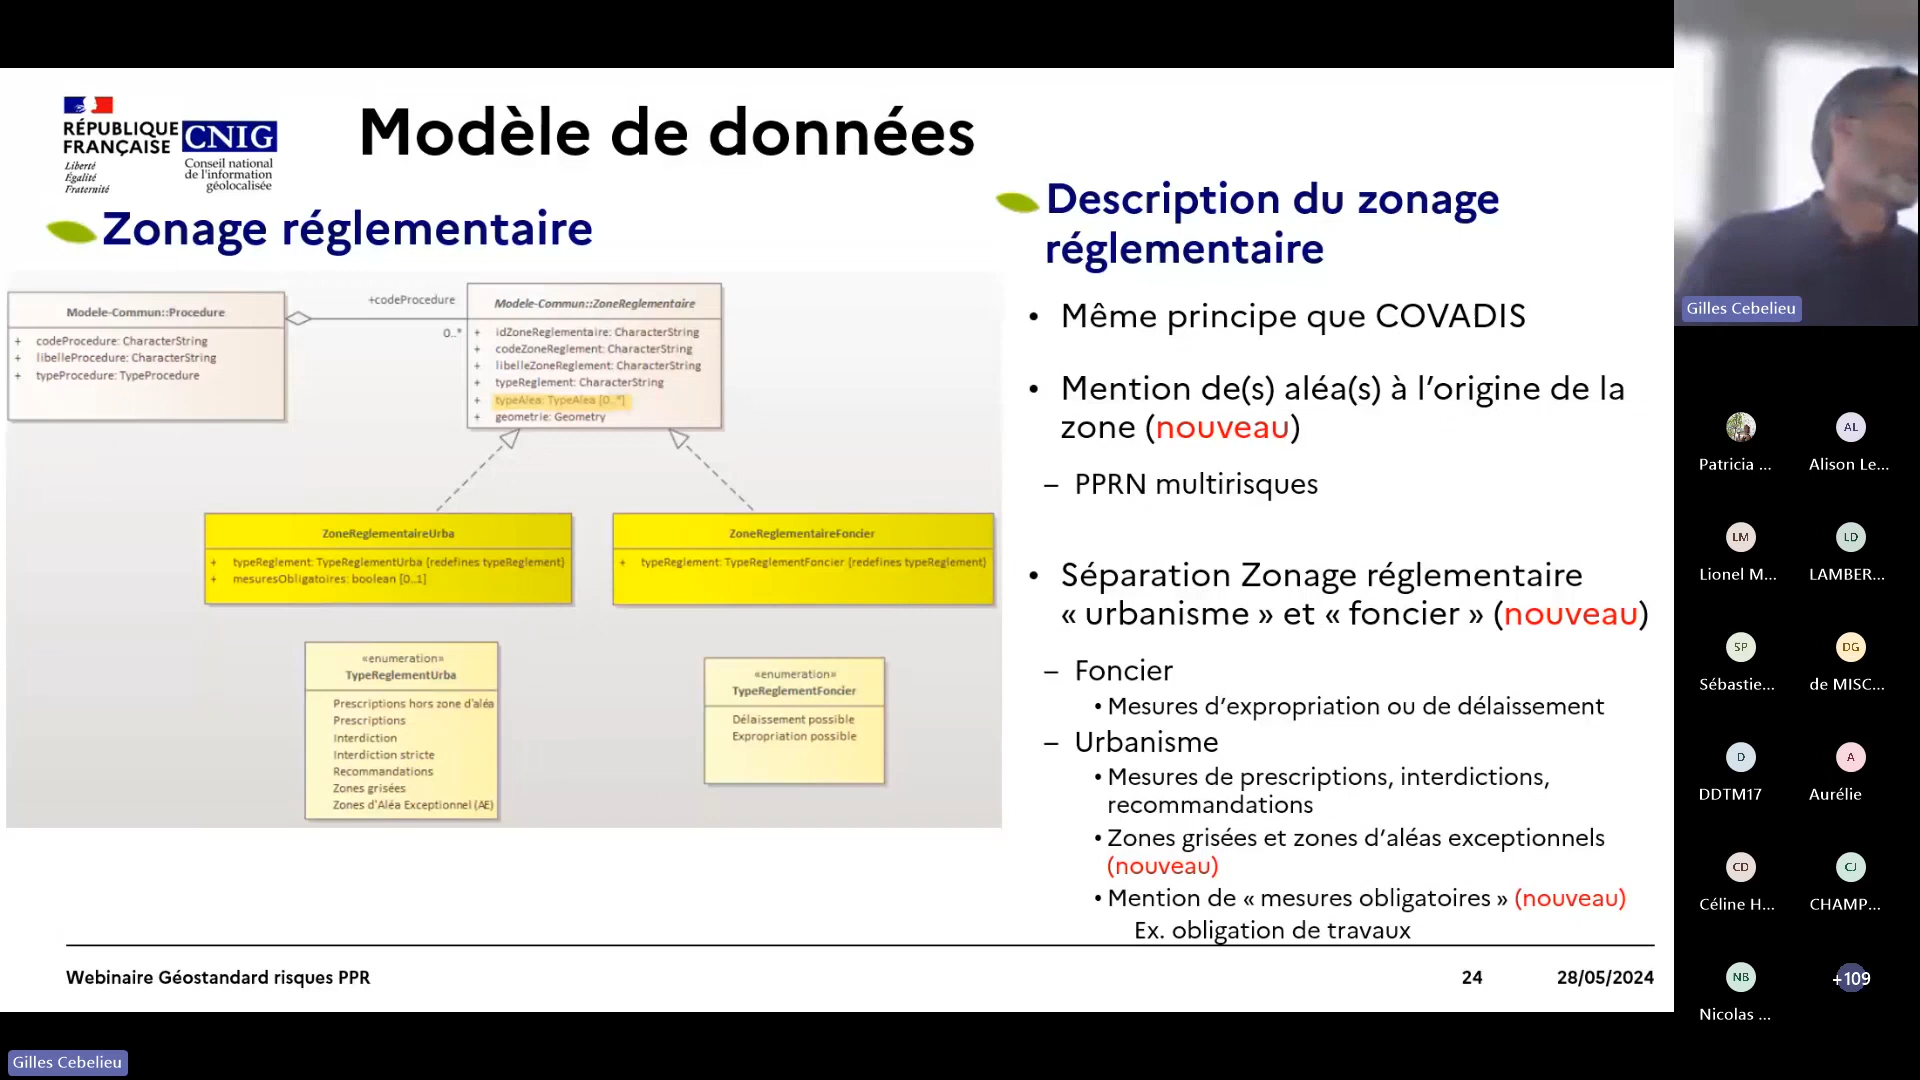 RÉPUBLIQUE
FRANÇAISE
Liberté
Égalité
Fraternité
CNIG
Conseil national
de l'information
géolocalisée
Modèle de données
Zonage réglementaire
Modele-Commun::Procedure
+ codeProcedure: CharacterString
+ libelleProcedure: CharacterString
+ typeProcedure: TypeProcedure
+codeProcedure
0..*
Modele-Commun::ZoneReglementaire
+ idZoneReglementaire: CharacterString
+ codeZoneReglement: CharacterString
+ libelleZoneReglement: CharacterString
+ typeReglement: CharacterString
+ typeAlea: TypeAlea [0..*]
+ geometrie: Geometry
ZoneReglementaireUrba
+ typeReglement: TypeReglementUrba {redefines typeReglement}
+ mesuresObligatoires: boolean [0..1]
ZoneReglementaireFoncier
+ typeReglement: TypeReglementFoncier {redefines typeReglement}
«enumeration»
TypeReglementUrba
Prescriptions hors zone d'aléa
Prescriptions
Interdiction
Interdiction stricte
Recommandations
Zones grisées
Zones d'Aléa Exceptionnel (AE)
«enumeration»
TypeReglementFoncier
Délaissement possible
Expropriation possible
Description du zonage
réglementaire
• Même principe que COVADIS
• Mention de(s) aléa(s) à l’origine de la
zone (nouveau)
– PPRN multirisques
• Séparation Zonage réglementaire
« urbanisme » et « foncier » (nouveau)
– Foncier
• Mesures d’expropriation ou de délaissement
– Urbanisme
• Mesures de prescriptions, interdictions,
recommandations
• Zones grisées et zones d’aléas exceptionnels
(nouveau)
• Mention de « mesures obligatoires » (nouveau)
Ex. obligation de travaux
Webinaire Géostandard risques PPR
24
28/05/2024
Gilles Cebelieu
Patricia ...
AL
Alison Le...
LM
Lionel M...
LD
LAMBER...
SP
Sébastie...
DG
de MISC...
D
DDTM17
A
Aurélie
CD
Céline H...
CJ
CHAMP...
NB
Nicolas ...
+109
Gilles Cebelieu